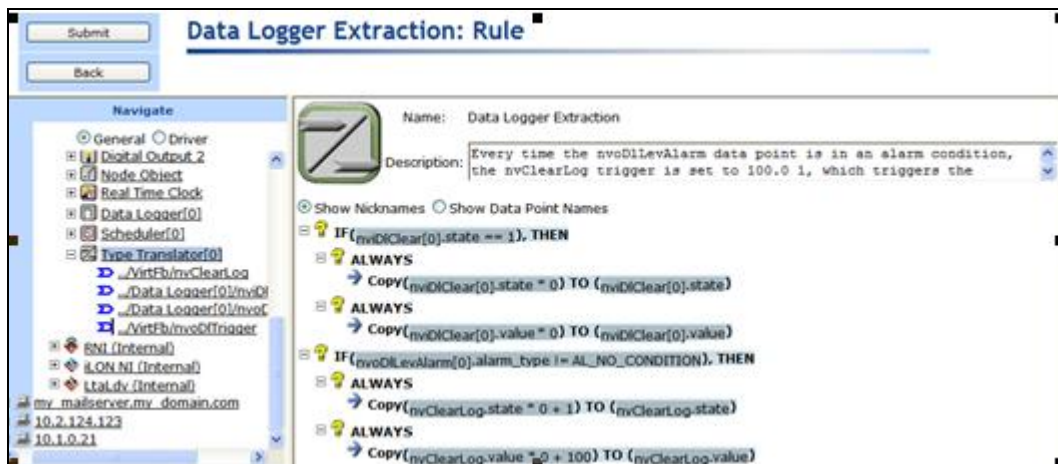 Submit
Data Logger Extraction: Rule
Back
Navigate
General Driver
Digital Output 2
Node Object
Real Time Clock
Data Logger[0]
Scheduler[0]
Type Translator[0]
../VirtFb/nvClearLog
../Data Logger[0]/nviDl
../Data Logger[0]/nvoD
../VirtFb/nvoDlTrigger
RNI (Internal)
iLON NI (Internal)
LtaLdv (Internal)
my_mailserver.my_domain.com
10.2.124.123
10.1.0.21
Name: Data Logger Extraction
Description: Every time the nvoDlLevAlarm data point is in an alarm condition,
the nvClearLog trigger is set to 100.0 1, which triggers the
Show Nicknames Show Data Point Names
IF(nviDlClear[0].state == 1), THEN
ALWAYS
Copy(nviDlClear[0].state * 0) TO (nviDlClear[0].state)
ALWAYS
Copy(nviDlClear[0].value * 0) TO (nviDlClear[0].value)
IF(nvoDlLevAlarm[0].alarm_type != AL_NO_CONDITION), THEN
ALWAYS
Copy(nvClearLog.state * 0 + 1) TO (nvClearLog.state)
ALWAYS
Copy(nvClearLog.value * 0 + 100) TO (nvClearLog.value)